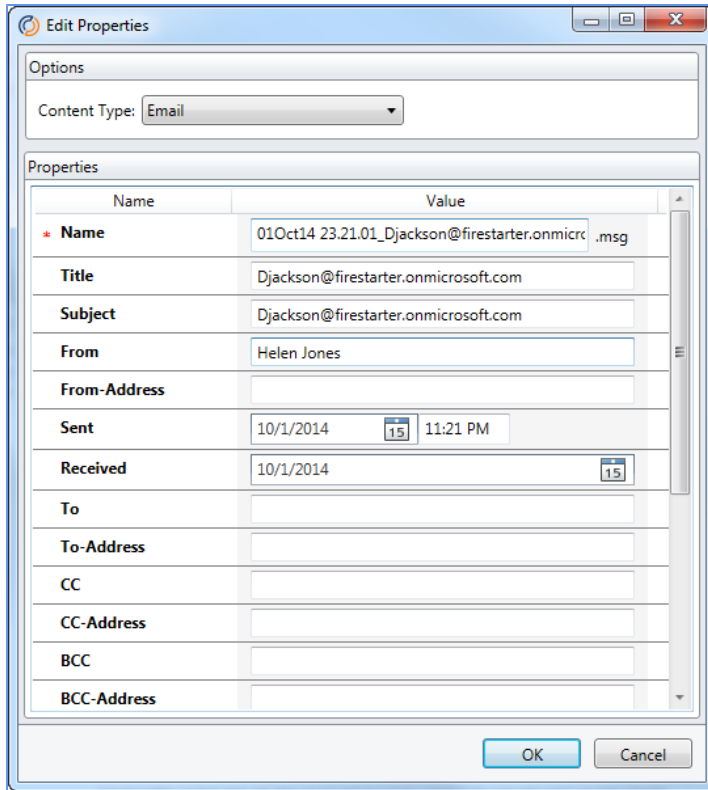 Edit Properties
Options
Content Type: Email
Properties
Name Value
* Name 01Oct14 23.21.01_Djackson@firestarter.onmicrc .msg
Title Djackson@firestarter.onmicrosoft.com
Subject Djackson@firestarter.onmicrosoft.com
From Helen Jones
From-Address
Sent 10/1/2014 15 11:21 PM
Received 10/1/2014 15
To
To-Address
CC
CC-Address
BCC
BCC-Address
OK Cancel